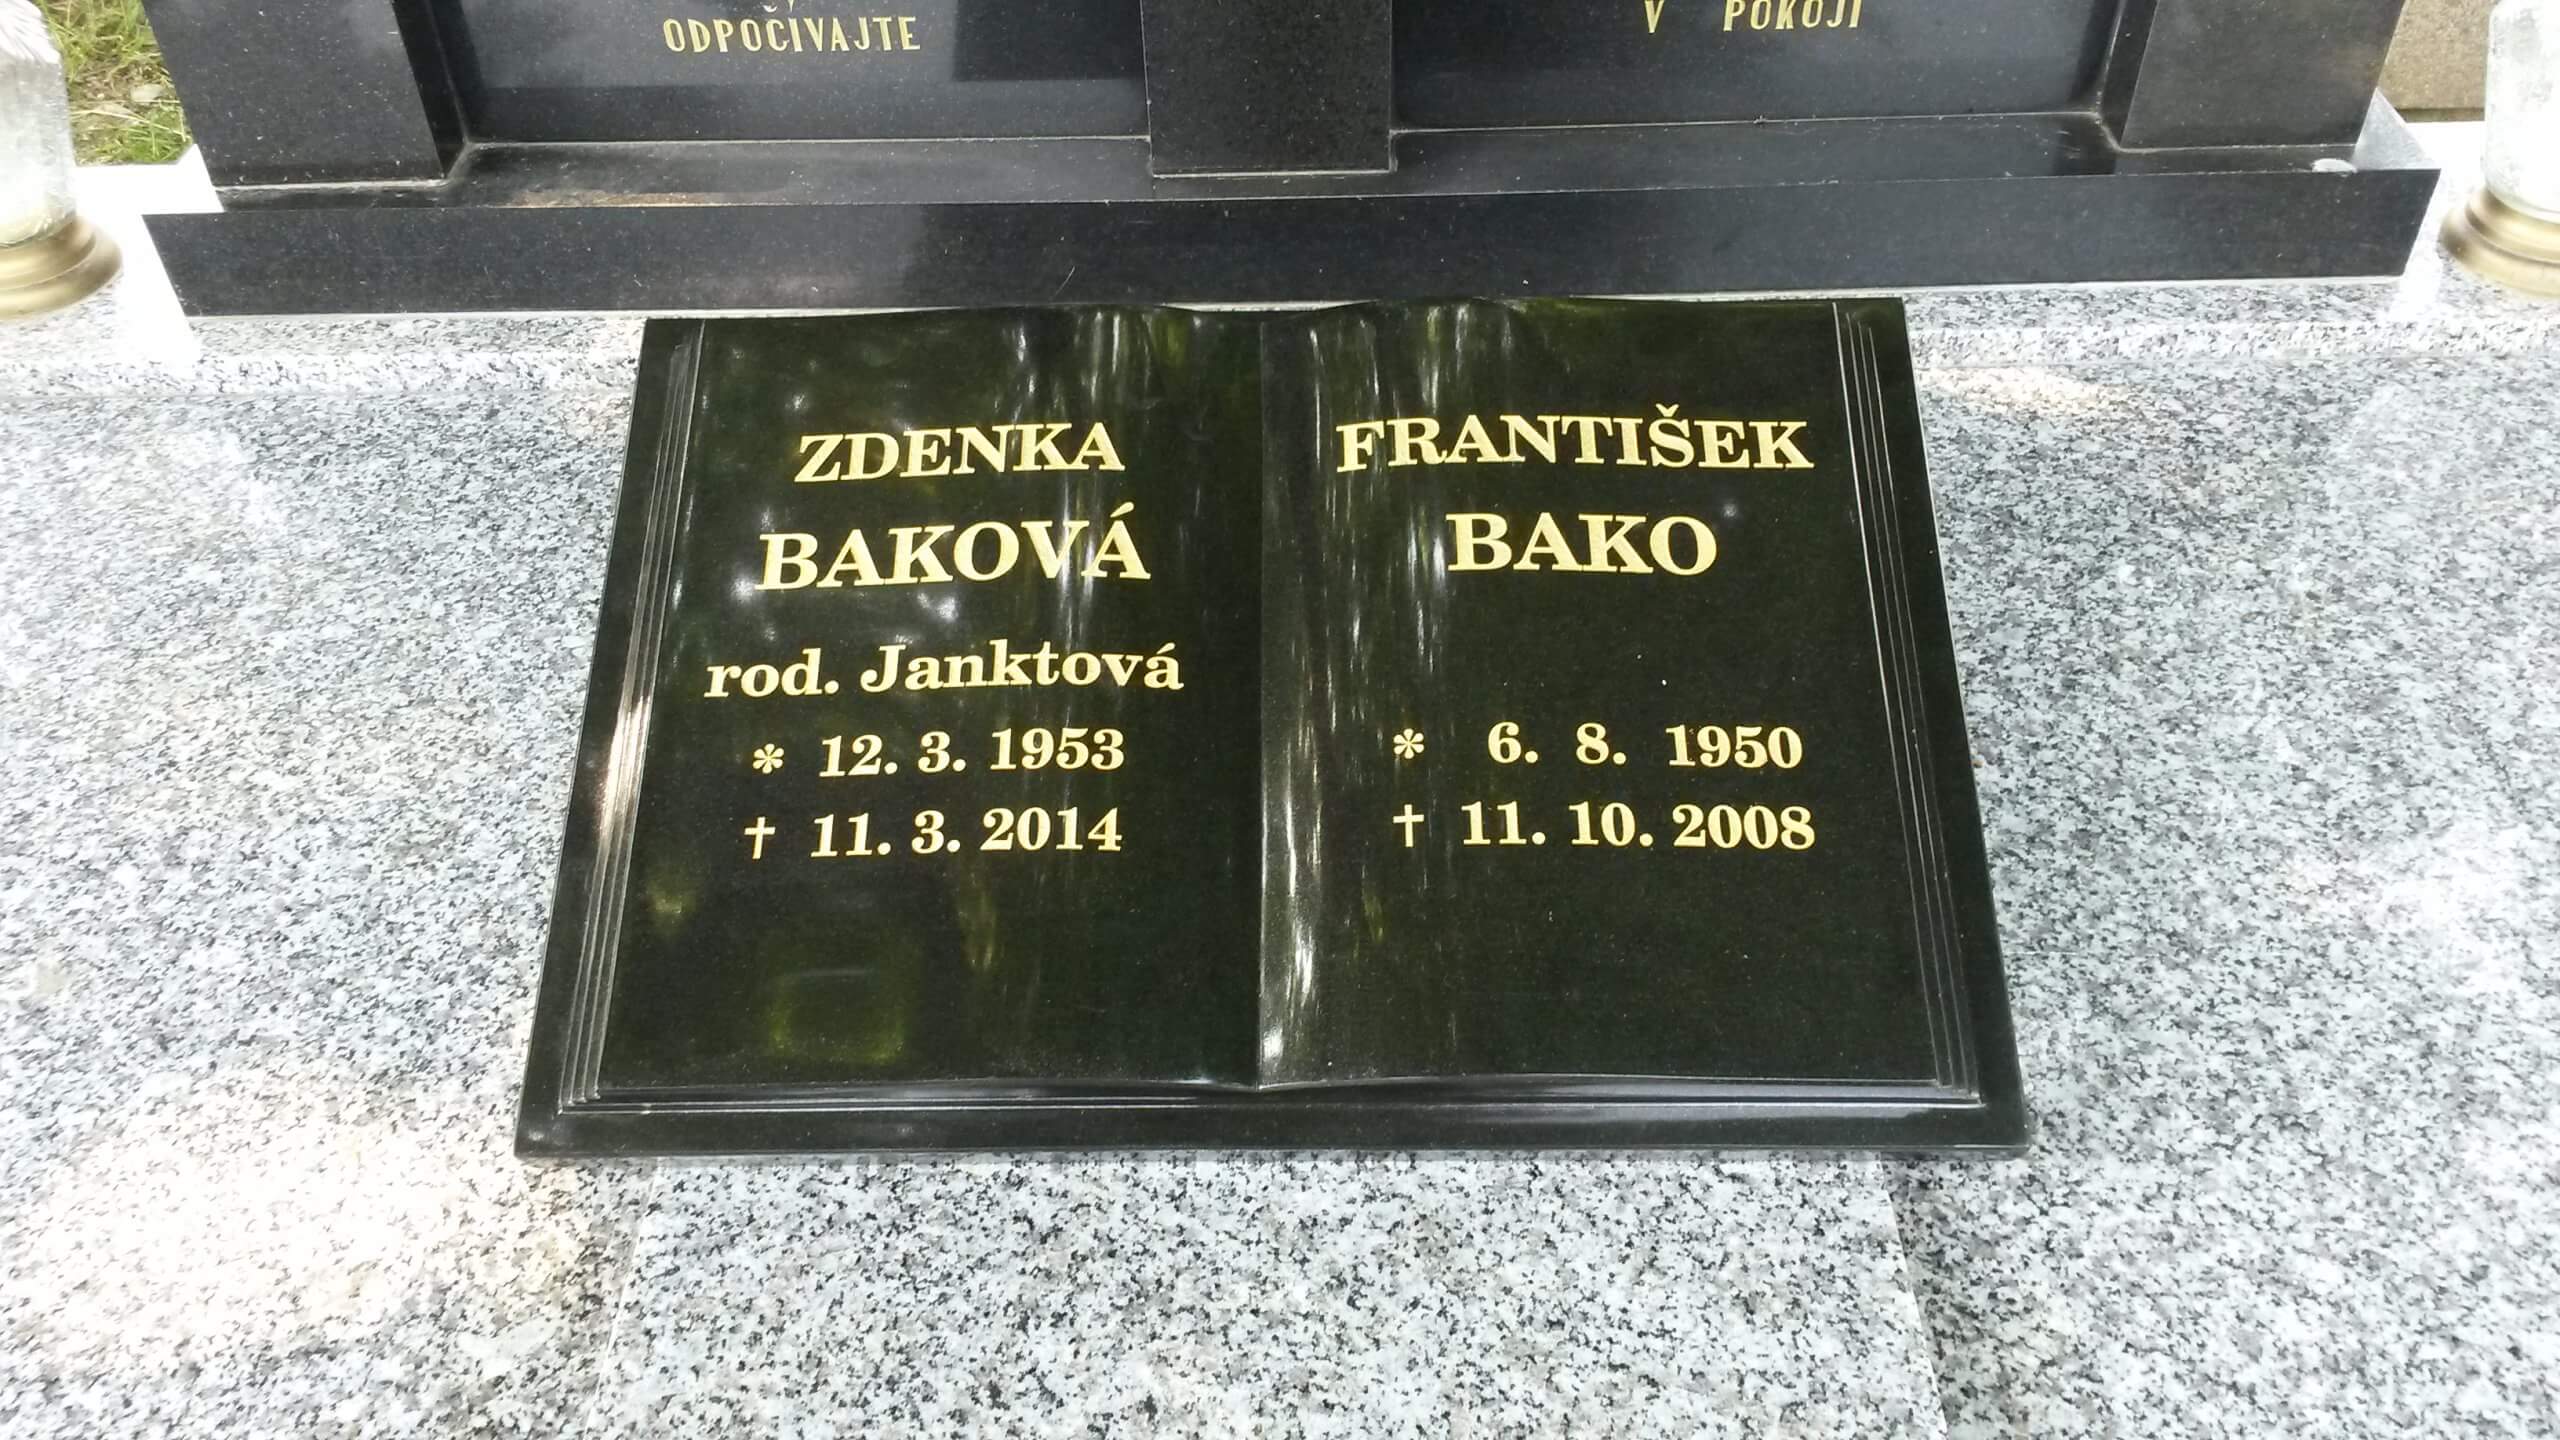 ODPOČÍVAJTE
V POKOJI
ZDENKA
BAKOVÁ
rod. Janktová
* 12. 3. 1953
† 11. 3. 2014
FRANTIŠEK
BAKO
* 6. 8. 1950
† 11. 10. 2008